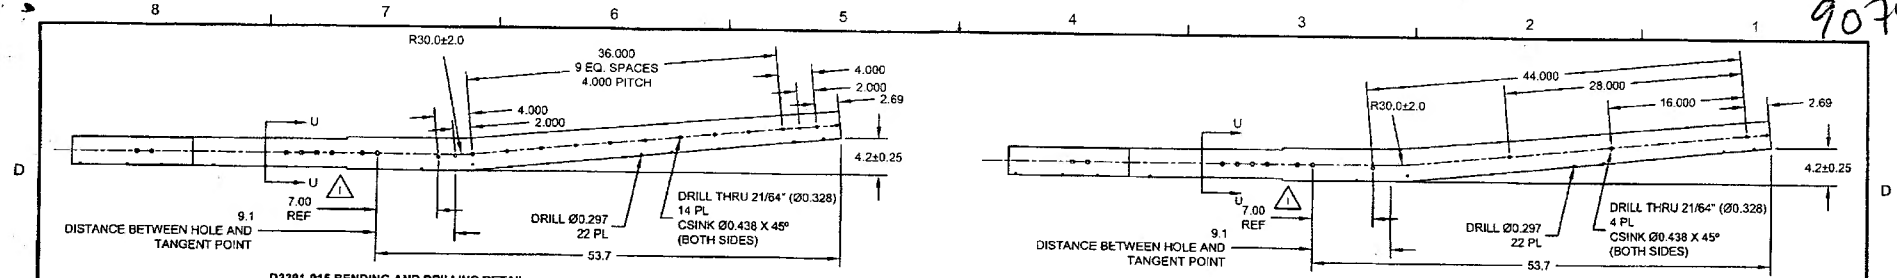 8 7 6 5 4 3 2 1
907
D
R30.0±2.0
36.000
9 EQ. SPACES
4.000 PITCH
4.000
2.000
2.69
4.000
2.000
U
U
4.2±0.25
7.00
REF
9.1
DISTANCE BETWEEN HOLE AND
TANGENT POINT
DRILL Ø0.297
22 PL
DRILL THRU 21/64" (Ø0.328)
14 PL
CSINK Ø0.438 X 45º
(BOTH SIDES)
53.7
44.000
28.000
R30.0±2.0
16.000
2.69
U
U
4.2±0.25
7.00
REF
9.1
DISTANCE BETWEEN HOLE AND
TANGENT POINT
DRILL Ø0.297
22 PL
DRILL THRU 21/64" (Ø0.328)
4 PL
CSINK Ø0.438 X 45º
(BOTH SIDES)
53.7
D